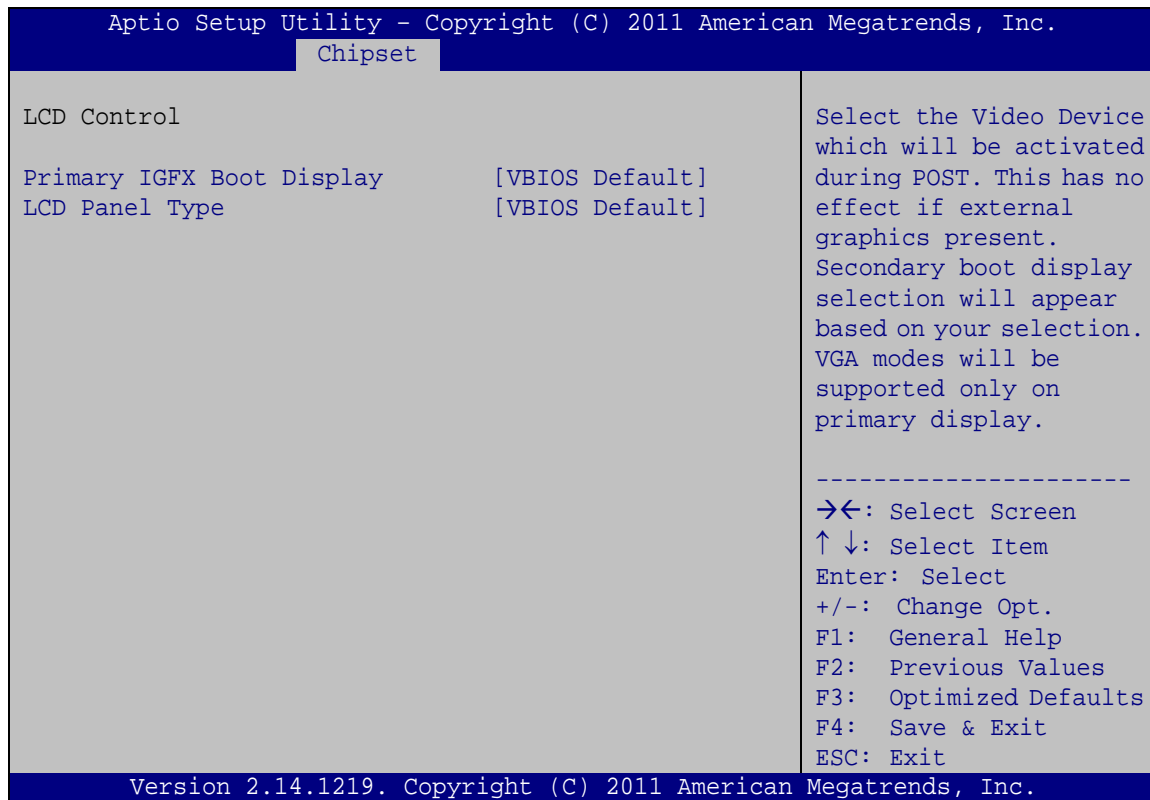 Aptio Setup Utility – Copyright (C) 2011 American Megatrends, Inc.
Chipset
LCD Control
Primary IGFX Boot Display [VBIOS Default]
LCD Panel Type [VBIOS Default]
Select the Video Device
which will be activated
during POST. This has no
effect if external
graphics present.
Secondary boot display
selection will appear
based on your selection.
VGA modes will be
supported only on
primary display.
----------------------
→←: Select Screen
↑ ↓: Select Item
Enter: Select
+/-: Change Opt.
F1: General Help
F2: Previous Values
F3: Optimized Defaults
F4: Save & Exit
ESC: Exit
Version 2.14.1219. Copyright (C) 2011 American Megatrends, Inc.